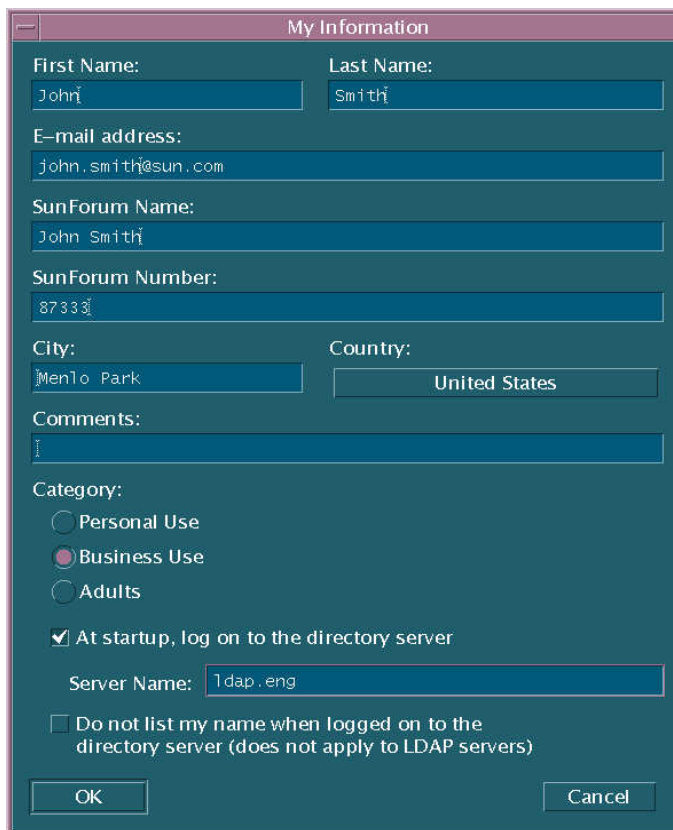 My Information
First Name:
Last Name:
John
Smith
E-mail address:
john.smith@sun.com
SunForum Name:
John Smith
SunForum Number:
87333
City:
Country:
Menlo Park
United States
Comments:
Category:
Personal Use
Business Use
Adults
At startup, log on to the directory server
Server Name: ldap.eng
Do not list my name when logged on to the
directory server (does not apply to LDAP servers)
OK
Cancel